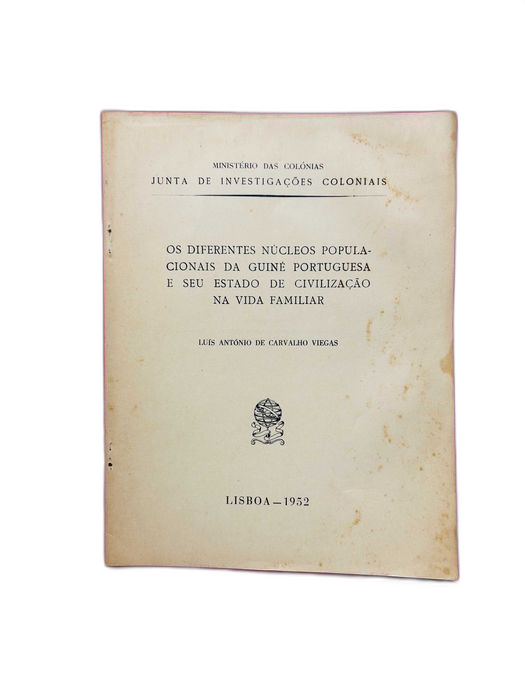 MINISTÉRIO DAS COLÓNIAS
JUNTA DE INVESTIGAÇÕES COLONIAIS
OS DIFERENTES NÚCLEOS POPULA-
CIONAIS DA GUINÉ PORTUGUESA
E SEU ESTADO DE CIVILIZAÇÃO
NA VIDA FAMILIAR
LUÍS ANTÓNIO DE CARVALHO VIEGAS
LISBOA — 1952